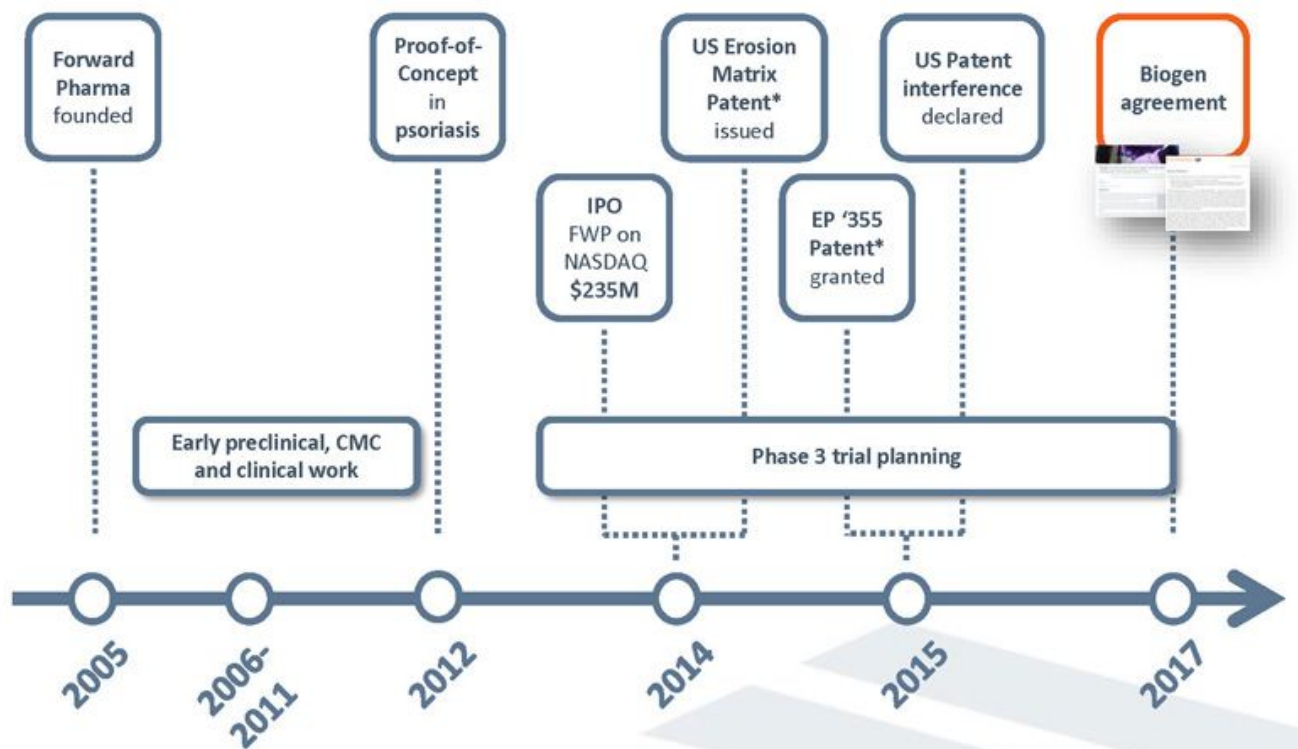 Forward
Pharma
founded
Proof-of-
Concept
in
psoriasis
US Erosion
Matrix
Patent*
issued
US Patent
interference
declared
Biogen
agreement
IPO
FWP on
NASDAQ
$235M
EP ‘355
Patent*
granted
Early preclinical, CMC
and clinical work
Phase 3 trial planning
2005
2006-
2011
2012
2014
2015
2017